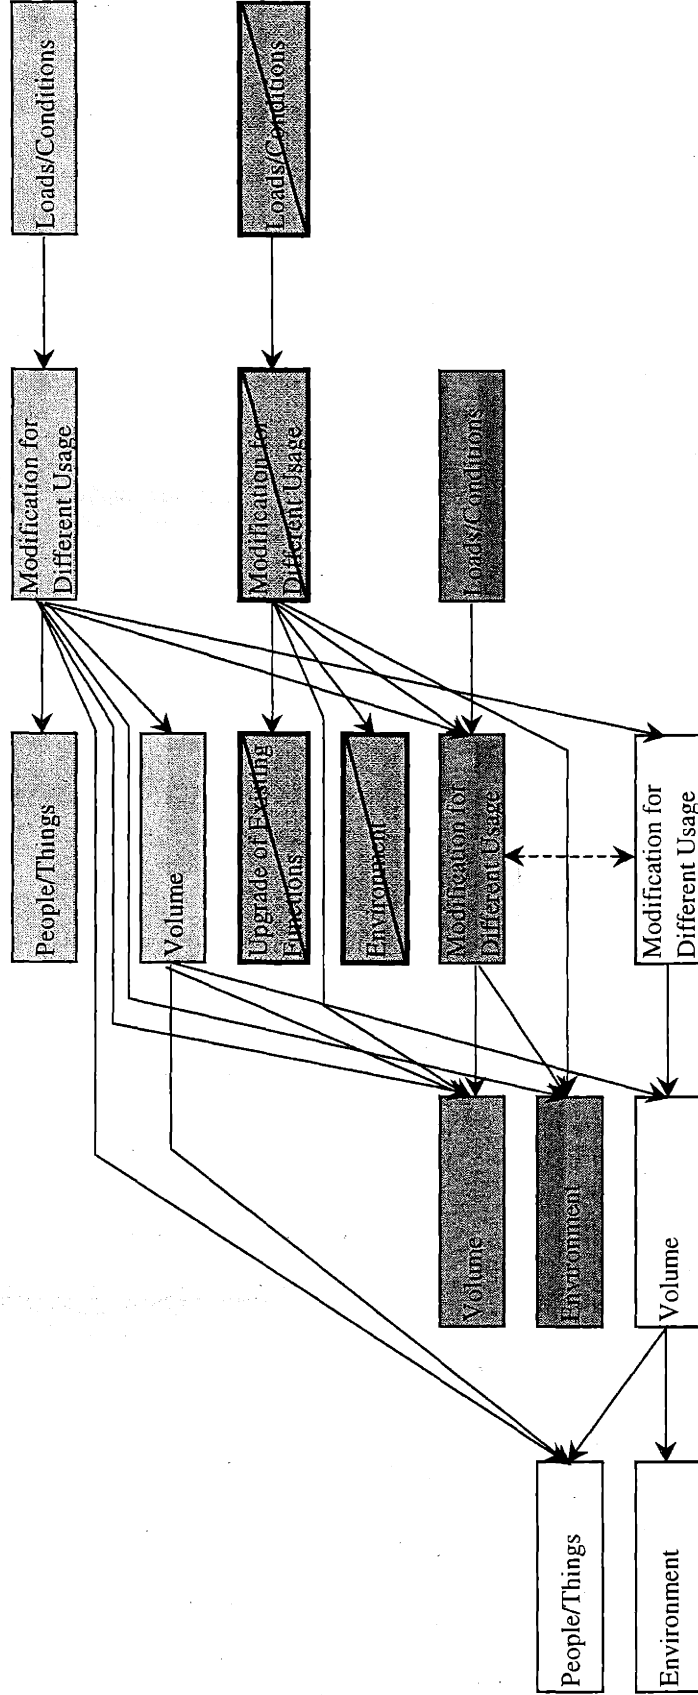 Loads/Conditions
Loads/Conditions
Modification for
Different Usage
Modification for
Different Usage
Loads/Conditions
People/Things
Volume
Upgrade of Existing
Functions
Environment
Modification for
Different Usage
Modification for
Different Usage
Volume
Environment
Volume
People/Things
Environment